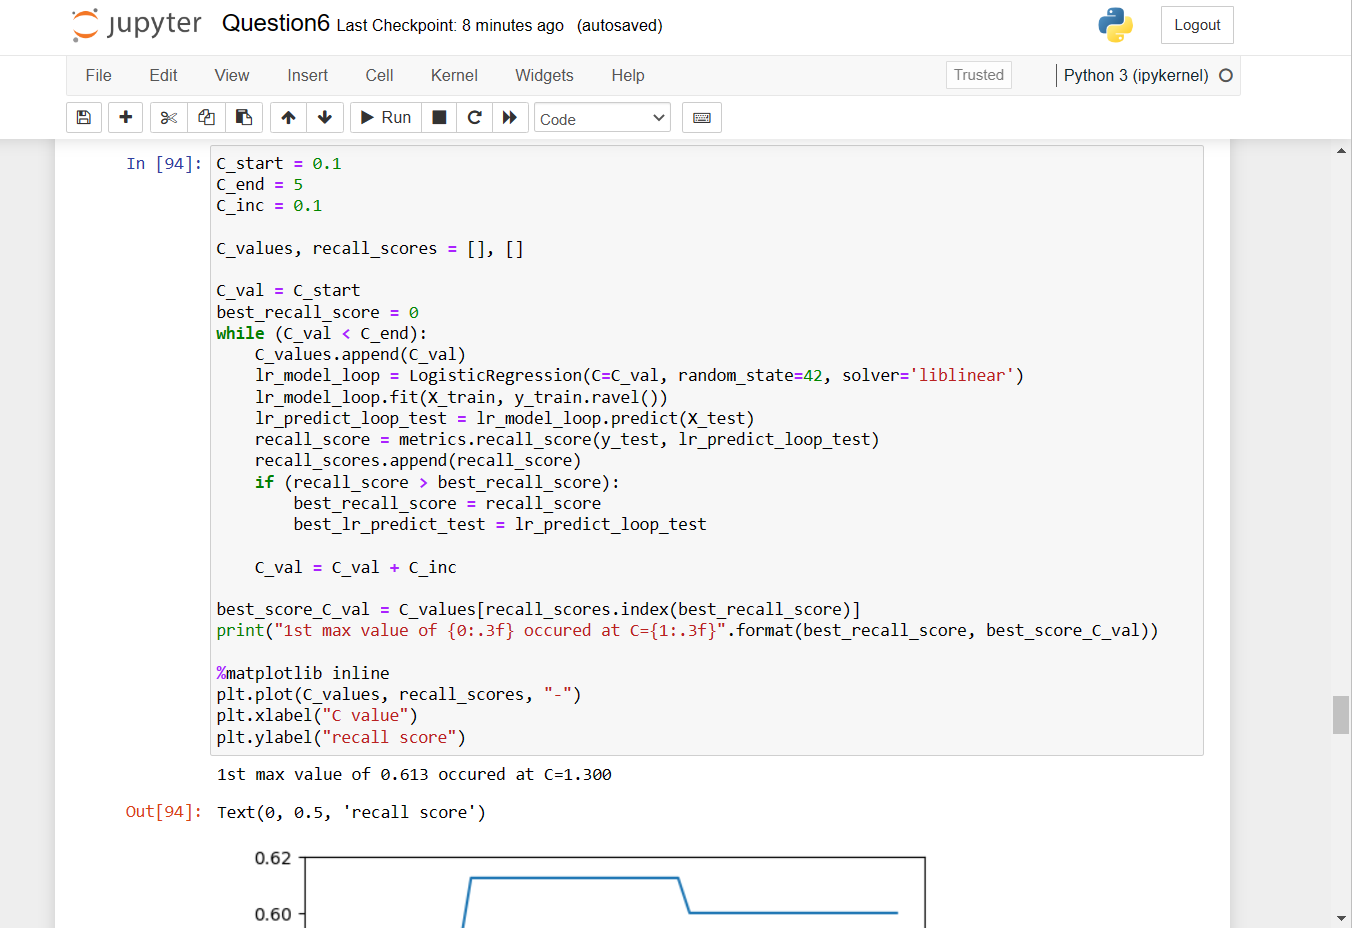 jupyter Question6 Last Checkpoint: 8 minutes ago (autosaved) Logout
File Edit View Insert Cell Kernel Widgets Help Trusted Python 3 (ipykernel)
Run Code
In [94]: C_start = 0.1
C_end = 5
C_inc = 0.1
C_values, recall_scores = [], []
C_val = C_start
best_recall_score = 0
while (C_val < C_end):
    C_values.append(C_val)
    lr_model_loop = LogisticRegression(C=C_val, random_state=42, solver='liblinear')
    lr_model_loop.fit(X_train, y_train.ravel())
    lr_predict_loop_test = lr_model_loop.predict(X_test)
    recall_score = metrics.recall_score(y_test, lr_predict_loop_test)
    recall_scores.append(recall_score)
    if (recall_score > best_recall_score):
        best_recall_score = recall_score
        best_lr_predict_test = lr_predict_loop_test
    C_val = C_val + C_inc
best_score_C_val = C_values[recall_scores.index(best_recall_score)]
print("1st max value of {0:.3f} occured at C={1:.3f}".format(best_recall_score, best_score_C_val))
%matplotlib inline
plt.plot(C_values, recall_scores, "-")
plt.xlabel("C value")
plt.ylabel("recall score")
1st max value of 0.613 occured at C=1.300
Out[94]: Text(0, 0.5, 'recall score')
0.62
0.60